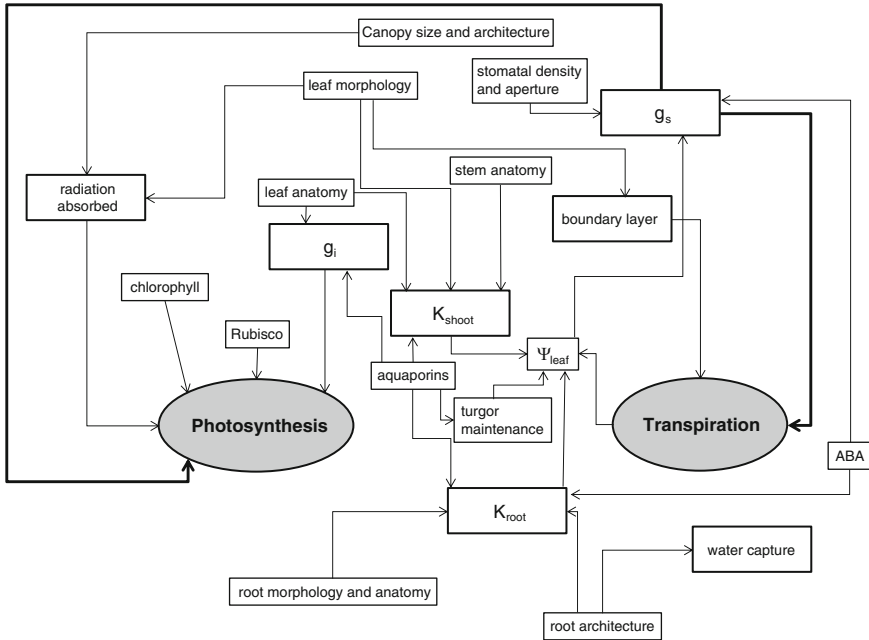 Canopy size and architecture
stomatal density
and aperture
leaf morphology
gs
stem anatomy
radiation
absorbed
leaf anatomy
boundary layer
gi
chlorophyll
Kshoot
Rubisco
Ψleaf
aquaporins
turgor
maintenance
Photosynthesis
Transpiration
ABA
Kroot
water capture
root morphology and anatomy
root architecture